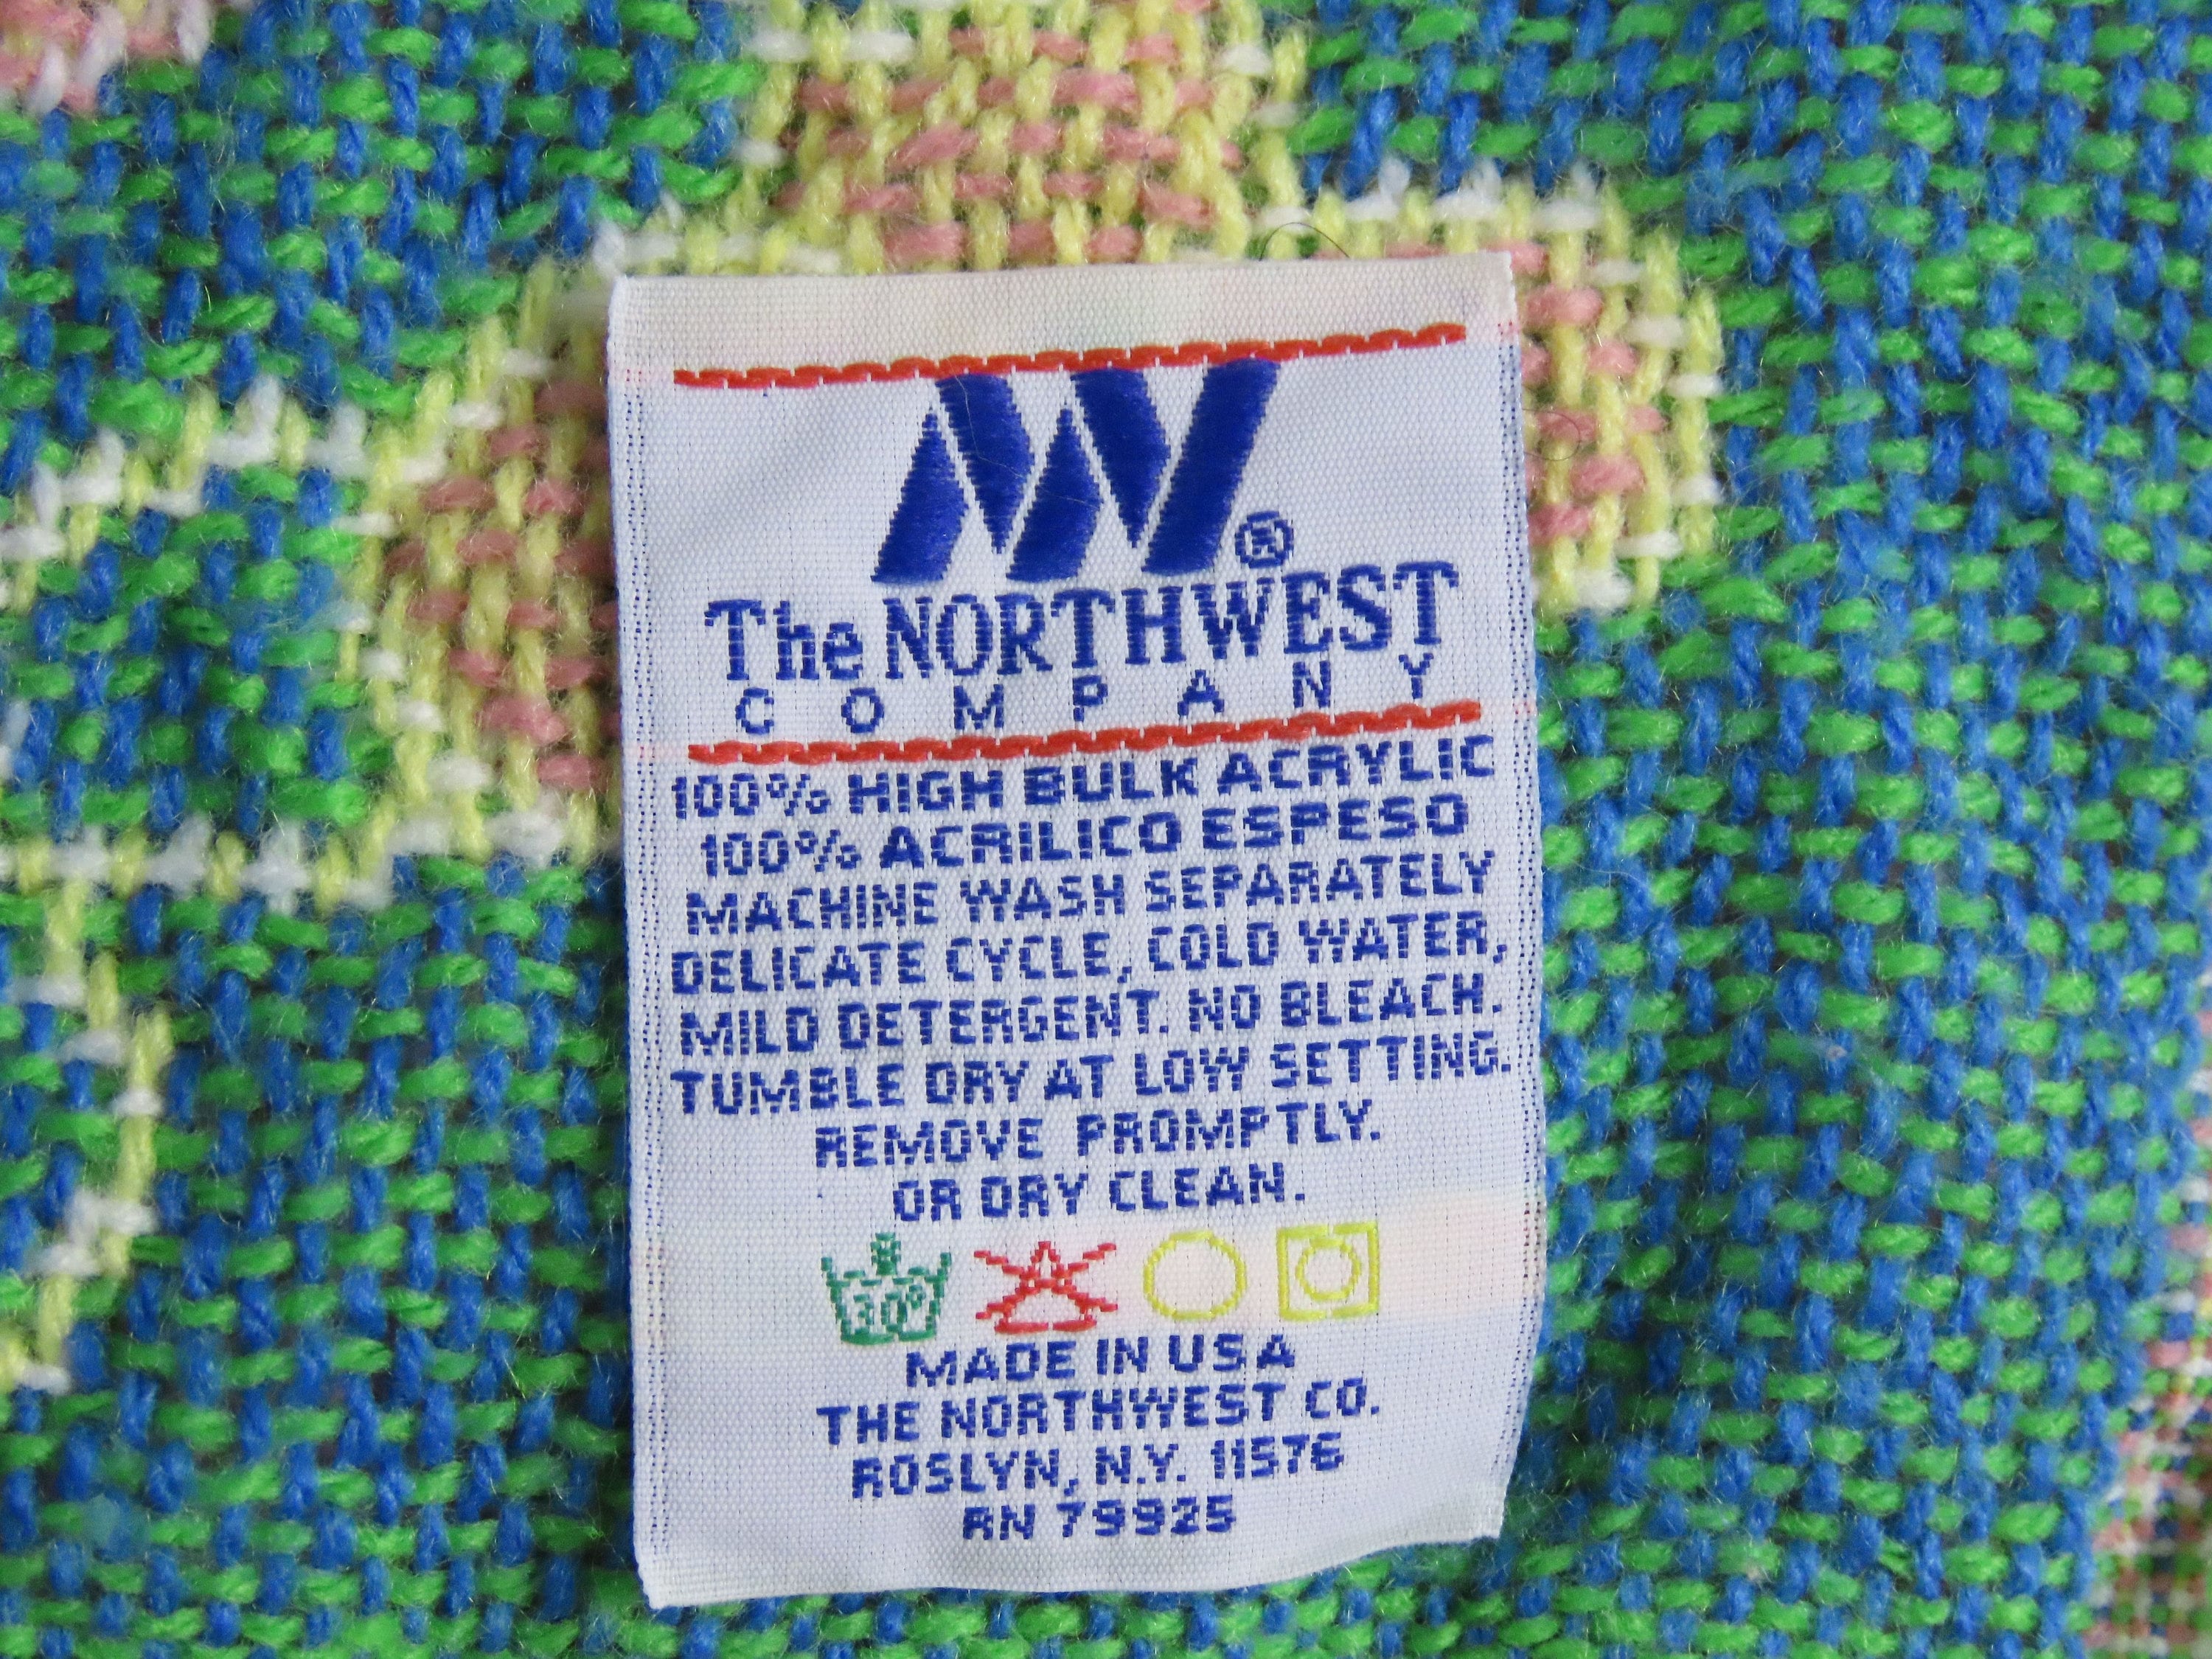 ®
The NORTHWEST
COMPANY
100% HIGH BULK ACRYLIC
100% ACRILICO ESPESO
MACHINE WASH SEPARATELY
DELICATE CYCLE, COLD WATER,
MILD DETERGENT. NO BLEACH.
TUMBLE DRY AT LOW SETTING.
REMOVE PROMPTLY.
OR DRY CLEAN.
30°
MADE IN USA
THE NORTHWEST CO.
ROSLYN, N.Y. 11576
RN 79925